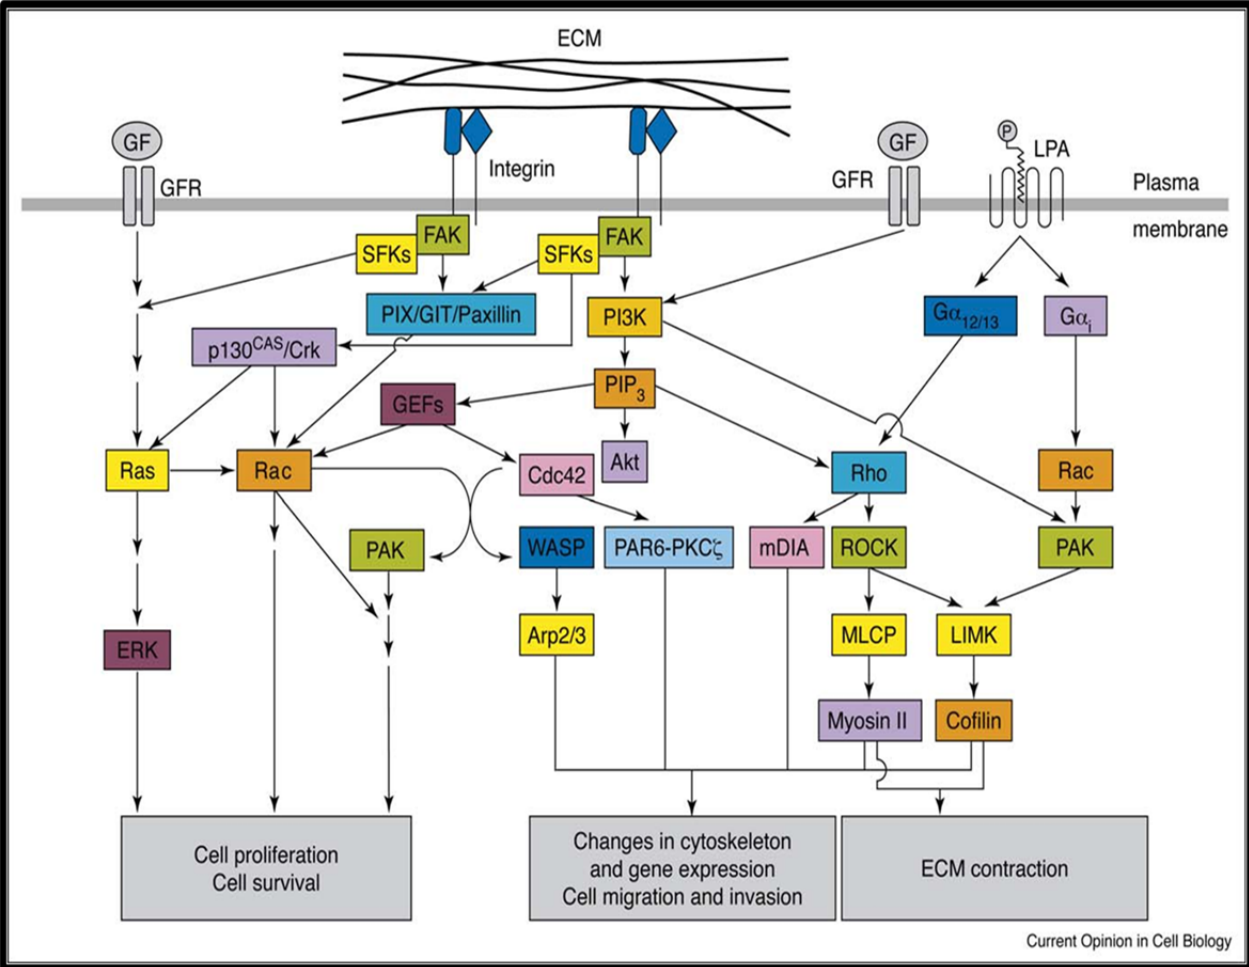 ECM
GF
GF
P
LPA
Integrin
GFR
GFR
Plasma
membrane
FAK
FAK
SFKs
SFKs
PIX/GIT/Paxillin
PI3K
Gα12/13
Gαi
p130CAS/Crk
PIP3
GEFs
Ras
Rac
Cdc42
Akt
Rho
Rac
PAK
WASP
PAR6-PKCζ
mDIA
ROCK
PAK
ERK
Arp2/3
MLCP
LIMK
Myosin II
Cofilin
Cell proliferation
Cell survival
Changes in cytoskeleton
and gene expression
Cell migration and invasion
ECM contraction
Current Opinion in Cell Biology